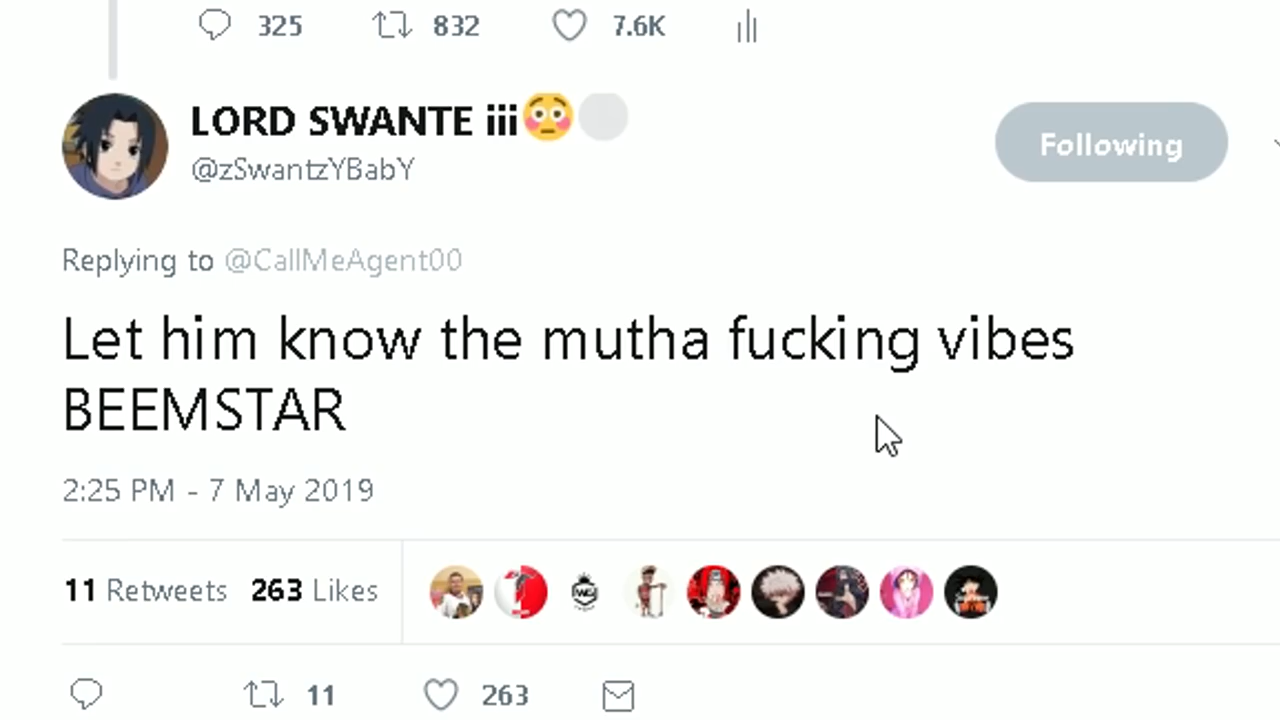 325 832 7.6K
LORD SWANTE iii😳
@zSwantzYBabY
Following
Replying to @CallMeAgent00
Let him know the mutha fucking vibes
BEEMSTAR
2:25 PM - 7 May 2019
11 Retweets 263 Likes
11 263